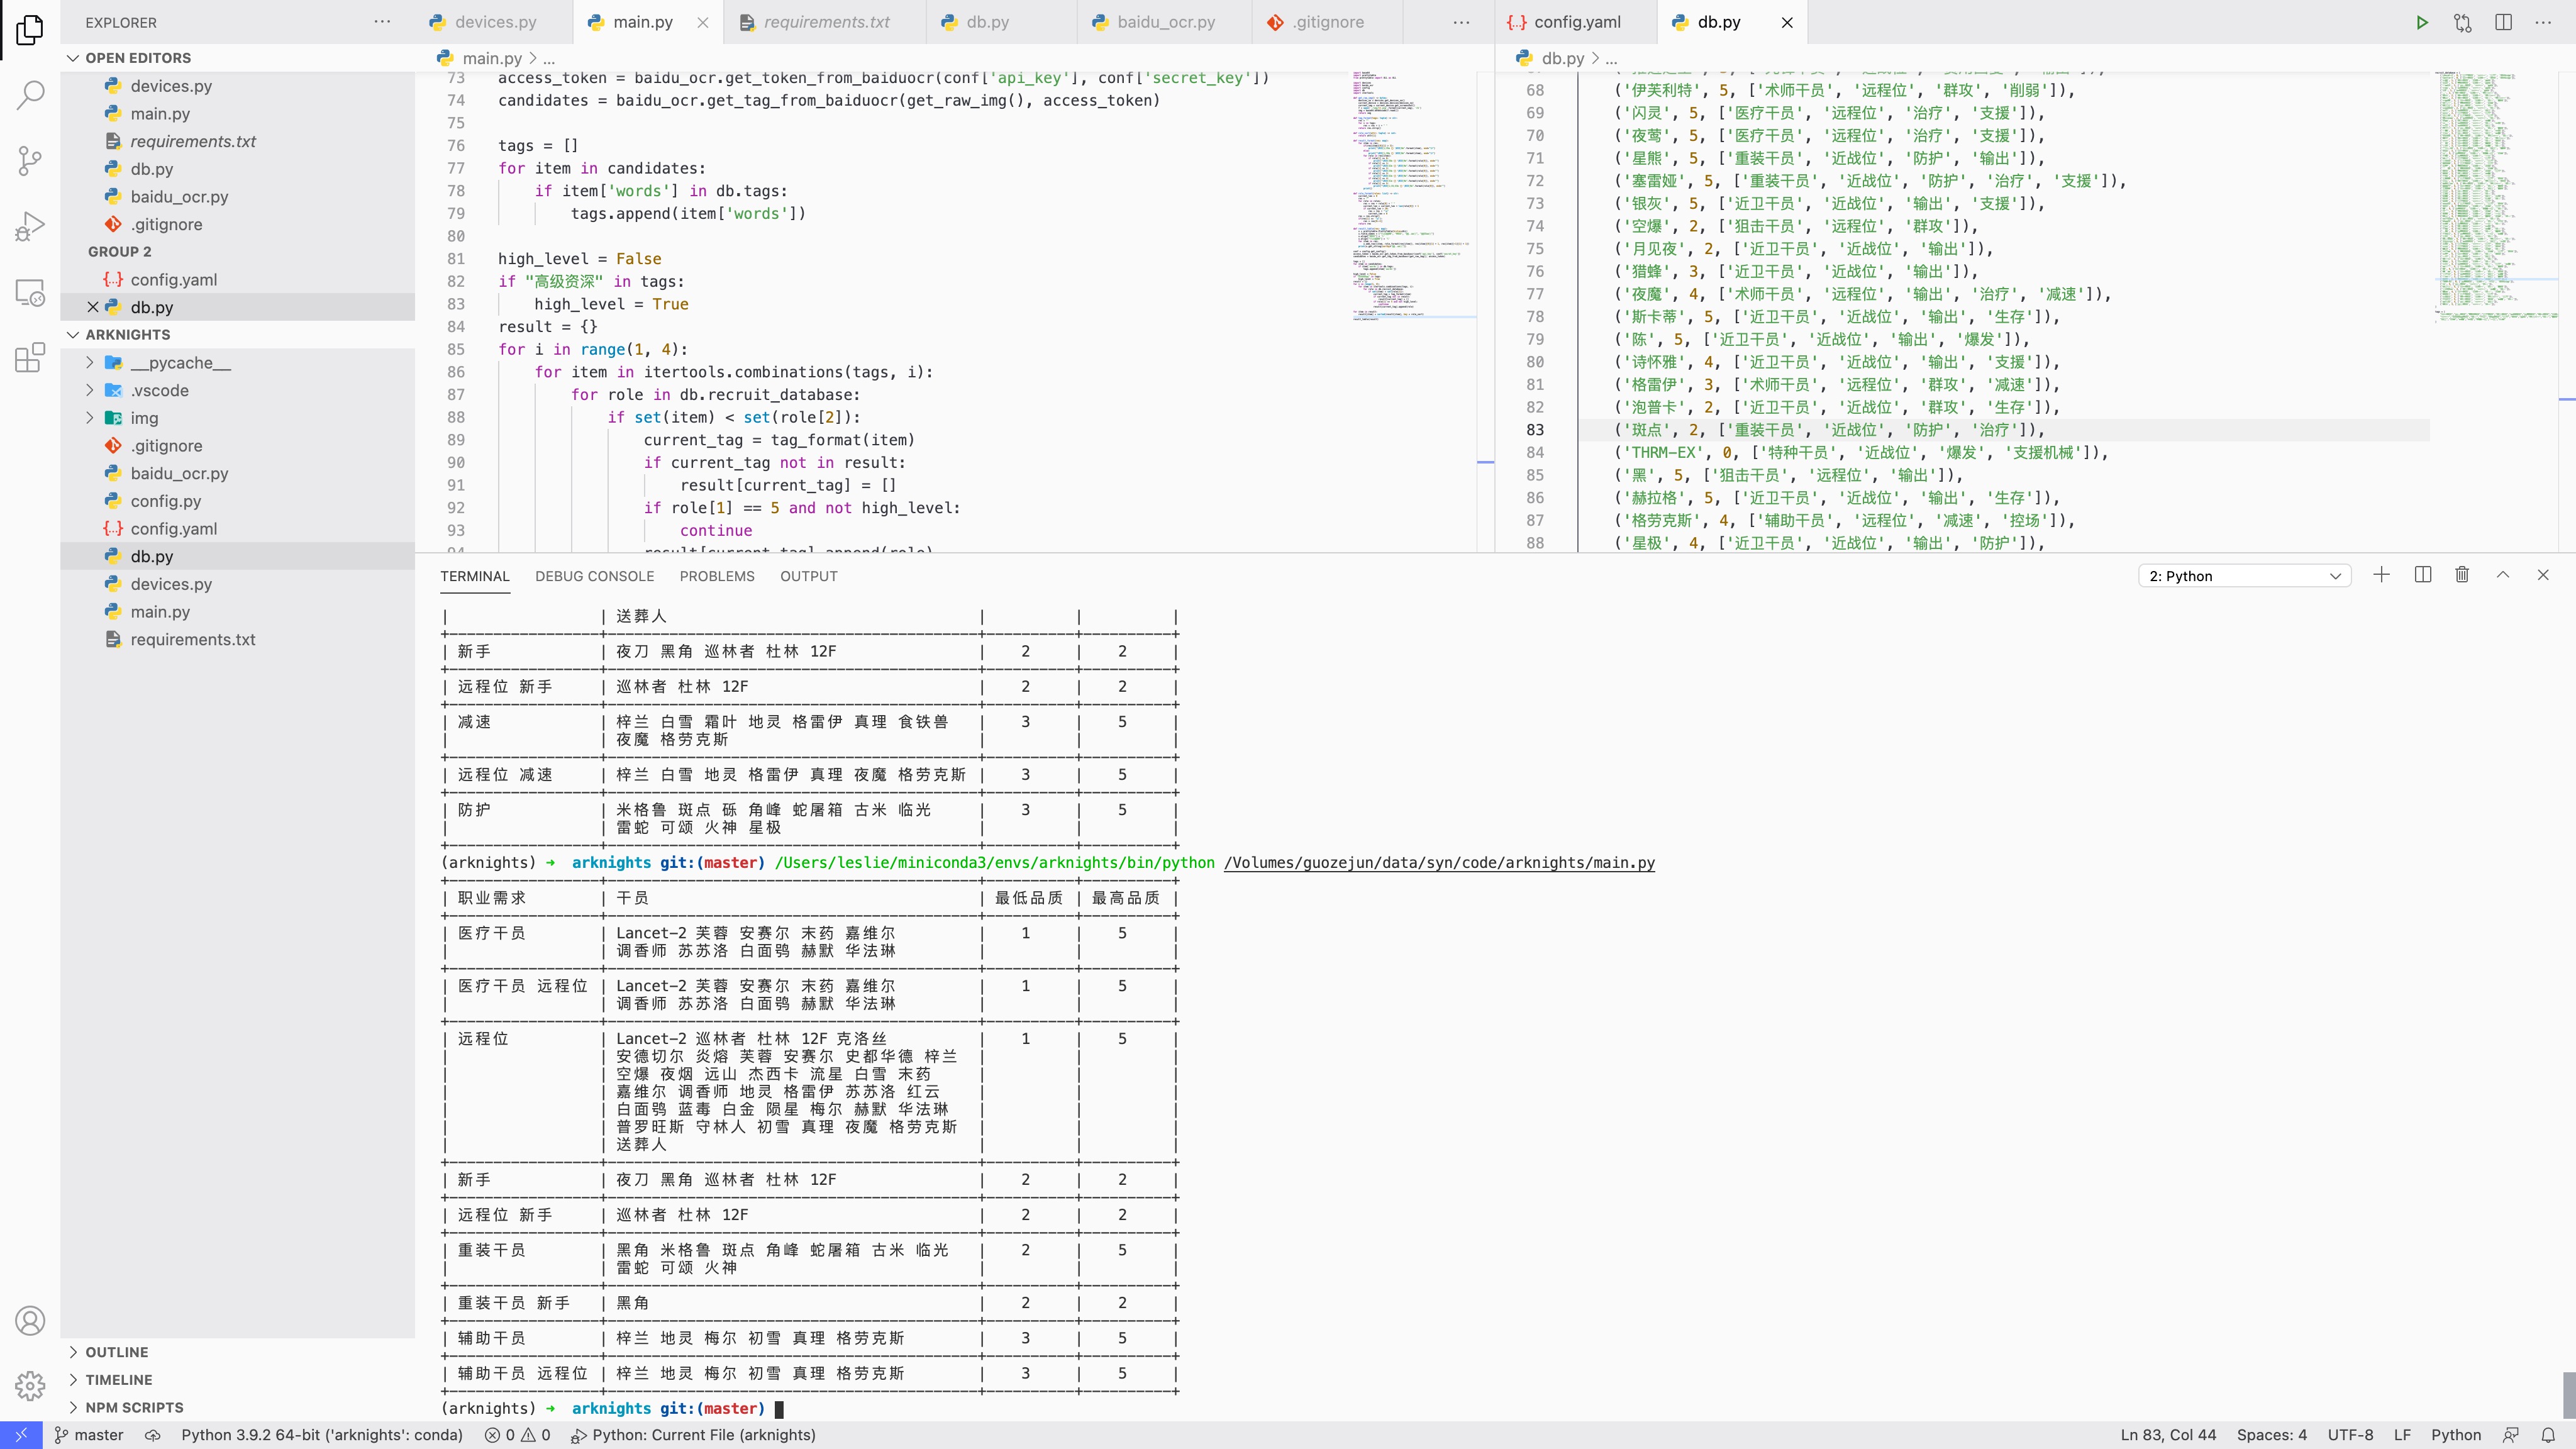 EXPLORER
OPEN EDITORS
devices.py
main.py
requirements.txt
db.py
baidu_ocr.py
.gitignore
GROUP 2
config.yaml
db.py
ARKNIGHTS
__pycache__
.vscode
img
.gitignore
baidu_ocr.py
config.py
config.yaml
db.py
devices.py
main.py
requirements.txt
OUTLINE
TIMELINE
NPM SCRIPTS
devices.py main.py requirements.txt db.py baidu_ocr.py .gitignore
main.py > ...
73 access_token = baidu_ocr.get_token_from_baiduocr(conf['api_key'], conf['secret_key'])
74 candidates = baidu_ocr.get_tag_from_baiduocr(get_raw_img(), access_token)
75
76 tags = []
77 for item in candidates:
78 if item['words'] in db.tags:
79 tags.append(item['words'])
80
81 high_level = False
82 if "高级资深" in tags:
83 high_level = True
84 result = {}
85 for i in range(1, 4):
86 for item in itertools.combinations(tags, i):
87 for role in db.recruit_database:
88 if set(item) < set(role[2]):
89 current_tag = tag_format(item)
90 if current_tag not in result:
91 result[current_tag] = []
92 if role[1] == 5 and not high_level:
93 continue
94 result[current_tag].append(role)
config.yaml db.py
db.py > ...
68 ('伊芙利特', 5, ['术师干员', '远程位', '群攻', '削弱']),
69 ('闪灵', 5, ['医疗干员', '远程位', '治疗', '支援']),
70 ('夜莺', 5, ['医疗干员', '远程位', '治疗', '支援']),
71 ('星熊', 5, ['重装干员', '近战位', '防护', '输出']),
72 ('塞雷娅', 5, ['重装干员', '近战位', '防护', '治疗', '支援']),
73 ('银灰', 5, ['近卫干员', '近战位', '输出', '支援']),
74 ('空爆', 2, ['狙击干员', '远程位', '群攻']),
75 ('月见夜', 2, ['近卫干员', '近战位', '输出']),
76 ('猎蜂', 3, ['近卫干员', '近战位', '输出']),
77 ('夜魔', 4, ['术师干员', '远程位', '输出', '治疗', '减速']),
78 ('斯卡蒂', 5, ['近卫干员', '近战位', '输出', '生存']),
79 ('陈', 5, ['近卫干员', '近战位', '输出', '爆发']),
80 ('诗怀雅', 4, ['近卫干员', '近战位', '输出', '支援']),
81 ('格雷伊', 3, ['术师干员', '远程位', '群攻', '减速']),
82 ('泡普卡', 2, ['近卫干员', '近战位', '群攻', '生存']),
83 ('斑点', 2, ['重装干员', '近战位', '防护', '治疗']),
84 ('THRM-EX', 0, ['特种干员', '近战位', '爆发', '支援机械']),
85 ('黑', 5, ['狙击干员', '远程位', '输出']),
86 ('赫拉格', 5, ['近卫干员', '近战位', '输出', '生存']),
87 ('格劳克斯', 4, ['辅助干员', '远程位', '减速', '控场']),
88 ('星极', 4, ['近卫干员', '近战位', '输出', '防护']),
TERMINAL DEBUG CONSOLE PROBLEMS OUTPUT 2: Python
| | 送葬人 | | |
| 新手 | 夜刀 黑角 巡林者 杜林 12F | 2 | 2 |
| 远程位 新手 | 巡林者 杜林 12F | 2 | 2 |
| 减速 | 梓兰 白雪 霜叶 地灵 格雷伊 真理 食铁兽 | 3 | 5 |
| | 夜魔 格劳克斯 | | |
| 远程位 减速 | 梓兰 白雪 地灵 格雷伊 真理 夜魔 格劳克斯 | 3 | 5 |
| 防护 | 米格鲁 斑点 砾 角峰 蛇屠箱 古米 临光 | 3 | 5 |
| | 雷蛇 可颂 火神 星极 | | |
(arknights) ➜ arknights git:(master) /Users/leslie/miniconda3/envs/arknights/bin/python /Volumes/guozejun/data/syn/code/arknights/main.py
| 职业需求 | 干员 | 最低品质 | 最高品质 |
| 医疗干员 | Lancet-2 芙蓉 安赛尔 末药 嘉维尔 | 1 | 5 |
| | 调香师 苏苏洛 白面鸮 赫默 华法琳 | | |
| 医疗干员 远程位 | Lancet-2 芙蓉 安赛尔 末药 嘉维尔 | 1 | 5 |
| | 调香师 苏苏洛 白面鸮 赫默 华法琳 | | |
| 远程位 | Lancet-2 巡林者 杜林 12F 克洛丝 | 1 | 5 |
| | 安德切尔 炎熔 芙蓉 安赛尔 史都华德 梓兰 | | |
| | 空爆 夜烟 远山 杰西卡 流星 白雪 末药 | | |
| | 嘉维尔 调香师 地灵 格雷伊 苏苏洛 红云 | | |
| | 白面鸮 蓝毒 白金 陨星 梅尔 赫默 华法琳 | | |
| | 普罗旺斯 守林人 初雪 真理 夜魔 格劳克斯 | | |
| | 送葬人 | | |
| 新手 | 夜刀 黑角 巡林者 杜林 12F | 2 | 2 |
| 远程位 新手 | 巡林者 杜林 12F | 2 | 2 |
| 重装干员 | 黑角 米格鲁 斑点 角峰 蛇屠箱 古米 临光 | 2 | 5 |
| | 雷蛇 可颂 火神 | | |
| 重装干员 新手 | 黑角 | 2 | 2 |
| 辅助干员 | 梓兰 地灵 梅尔 初雪 真理 格劳克斯 | 3 | 5 |
| 辅助干员 远程位 | 梓兰 地灵 梅尔 初雪 真理 格劳克斯 | 3 | 5 |
(arknights) ➜ arknights git:(master)
master Python 3.9.2 64-bit ('arknights': conda) 0 0 Python: Current File (arknights) Ln 83, Col 44 Spaces: 4 UTF-8 LF Python